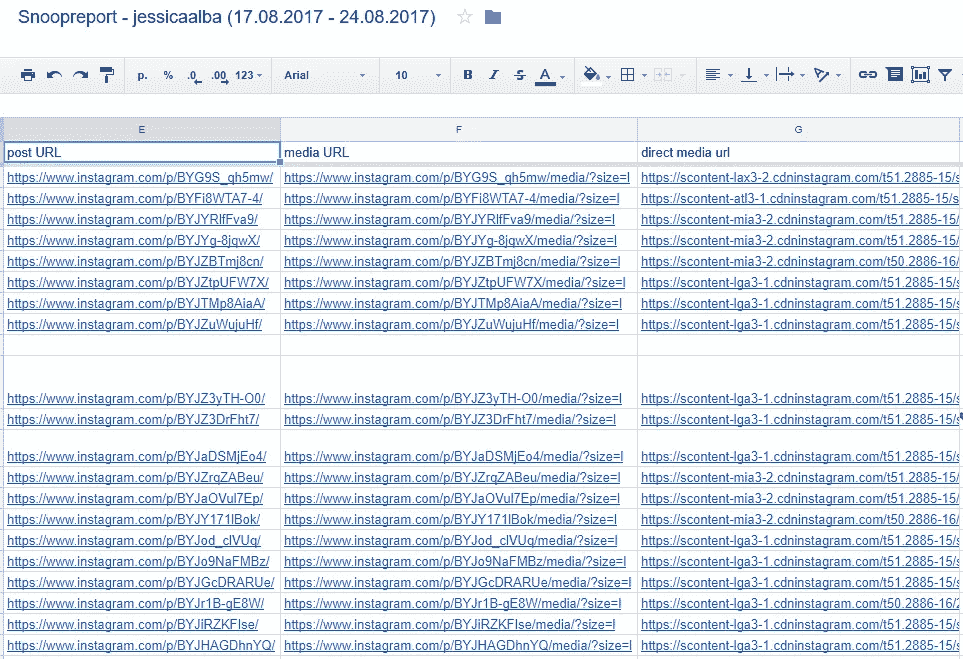 Snoopreport - jessicaalba (17.08.2017 - 24.08.2017)
p. % .0 .00 123 Arial 10 B I S A
E F G
post URL media URL direct media url
https://www.instagram.com/p/BYG9S_qh5mw/ https://www.instagram.com/p/BYG9S_qh5mw/media/?size=l https://scontent-lax3-2.cdninstagram.com/t51.2885-15/s
https://www.instagram.com/p/BYFi8WTA7-4/ https://www.instagram.com/p/BYFi8WTA7-4/media/?size=l https://scontent-atl3-1.cdninstagram.com/t51.2885-15/s
https://www.instagram.com/p/BYJYRlfFva9/ https://www.instagram.com/p/BYJYRlfFva9/media/?size=l https://scontent-mia3-2.cdninstagram.com/t51.2885-15/
https://www.instagram.com/p/BYJYg-8jqwX/ https://www.instagram.com/p/BYJYg-8jqwX/media/?size=l https://scontent-mia3-2.cdninstagram.com/t51.2885-15/
https://www.instagram.com/p/BYJZBTmj8cn/ https://www.instagram.com/p/BYJZBTmj8cn/media/?size=l https://scontent-mia3-2.cdninstagram.com/t50.2886-16/
https://www.instagram.com/p/BYJZtpUFW7X/ https://www.instagram.com/p/BYJZtpUFW7X/media/?size=l https://scontent-lga3-1.cdninstagram.com/t51.2885-15/s
https://www.instagram.com/p/BYJTMp8AiaA/ https://www.instagram.com/p/BYJTMp8AiaA/media/?size=l https://scontent-lga3-1.cdninstagram.com/t51.2885-15/s
https://www.instagram.com/p/BYJZuWujuHf/ https://www.instagram.com/p/BYJZuWujuHf/media/?size=l https://scontent-lga3-1.cdninstagram.com/t51.2885-15/s
https://www.instagram.com/p/BYJZ3yTH-O0/ https://www.instagram.com/p/BYJZ3yTH-O0/media/?size=l https://scontent-lga3-1.cdninstagram.com/t51.2885-15/s
https://www.instagram.com/p/BYJZ3DrFht7/ https://www.instagram.com/p/BYJZ3DrFht7/media/?size=l https://scontent-lga3-1.cdninstagram.com/t51.2885-15/s
https://www.instagram.com/p/BYJaDSMjEo4/ https://www.instagram.com/p/BYJaDSMjEo4/media/?size=l https://scontent-lga3-1.cdninstagram.com/t51.2885-15/s
https://www.instagram.com/p/BYJZrqZABeu/ https://www.instagram.com/p/BYJZrqZABeu/media/?size=l https://scontent-mia3-2.cdninstagram.com/t51.2885-15/
https://www.instagram.com/p/BYJaOVul7Ep/ https://www.instagram.com/p/BYJaOVul7Ep/media/?size=l https://scontent-mia3-2.cdninstagram.com/t51.2885-15/
https://www.instagram.com/p/BYJY171lBok/ https://www.instagram.com/p/BYJY171lBok/media/?size=l https://scontent-mia3-2.cdninstagram.com/t50.2886-16/
https://www.instagram.com/p/BYJod_clVUq/ https://www.instagram.com/p/BYJod_clVUq/media/?size=l https://scontent-lga3-1.cdninstagram.com/t51.2885-15/s
https://www.instagram.com/p/BYJo9NaFMBz/ https://www.instagram.com/p/BYJo9NaFMBz/media/?size=l https://scontent-lga3-1.cdninstagram.com/t51.2885-15/s
https://www.instagram.com/p/BYJGcDRARUe/ https://www.instagram.com/p/BYJGcDRARUe/media/?size=l https://scontent-lga3-1.cdninstagram.com/t51.2885-15/s
https://www.instagram.com/p/BYJr1B-gE8W/ https://www.instagram.com/p/BYJr1B-gE8W/media/?size=l https://scontent-lga3-1.cdninstagram.com/t50.2886-16/2
https://www.instagram.com/p/BYJiRZKFIse/ https://www.instagram.com/p/BYJiRZKFIse/media/?size=l https://scontent-lga3-1.cdninstagram.com/t51.2885-15/s
https://www.instagram.com/p/BYJHAGDhnYQ/ https://www.instagram.com/p/BYJHAGDhnYQ/media/?size=l https://scontent-lga3-1.cdninstagram.com/t51.2885-15/s